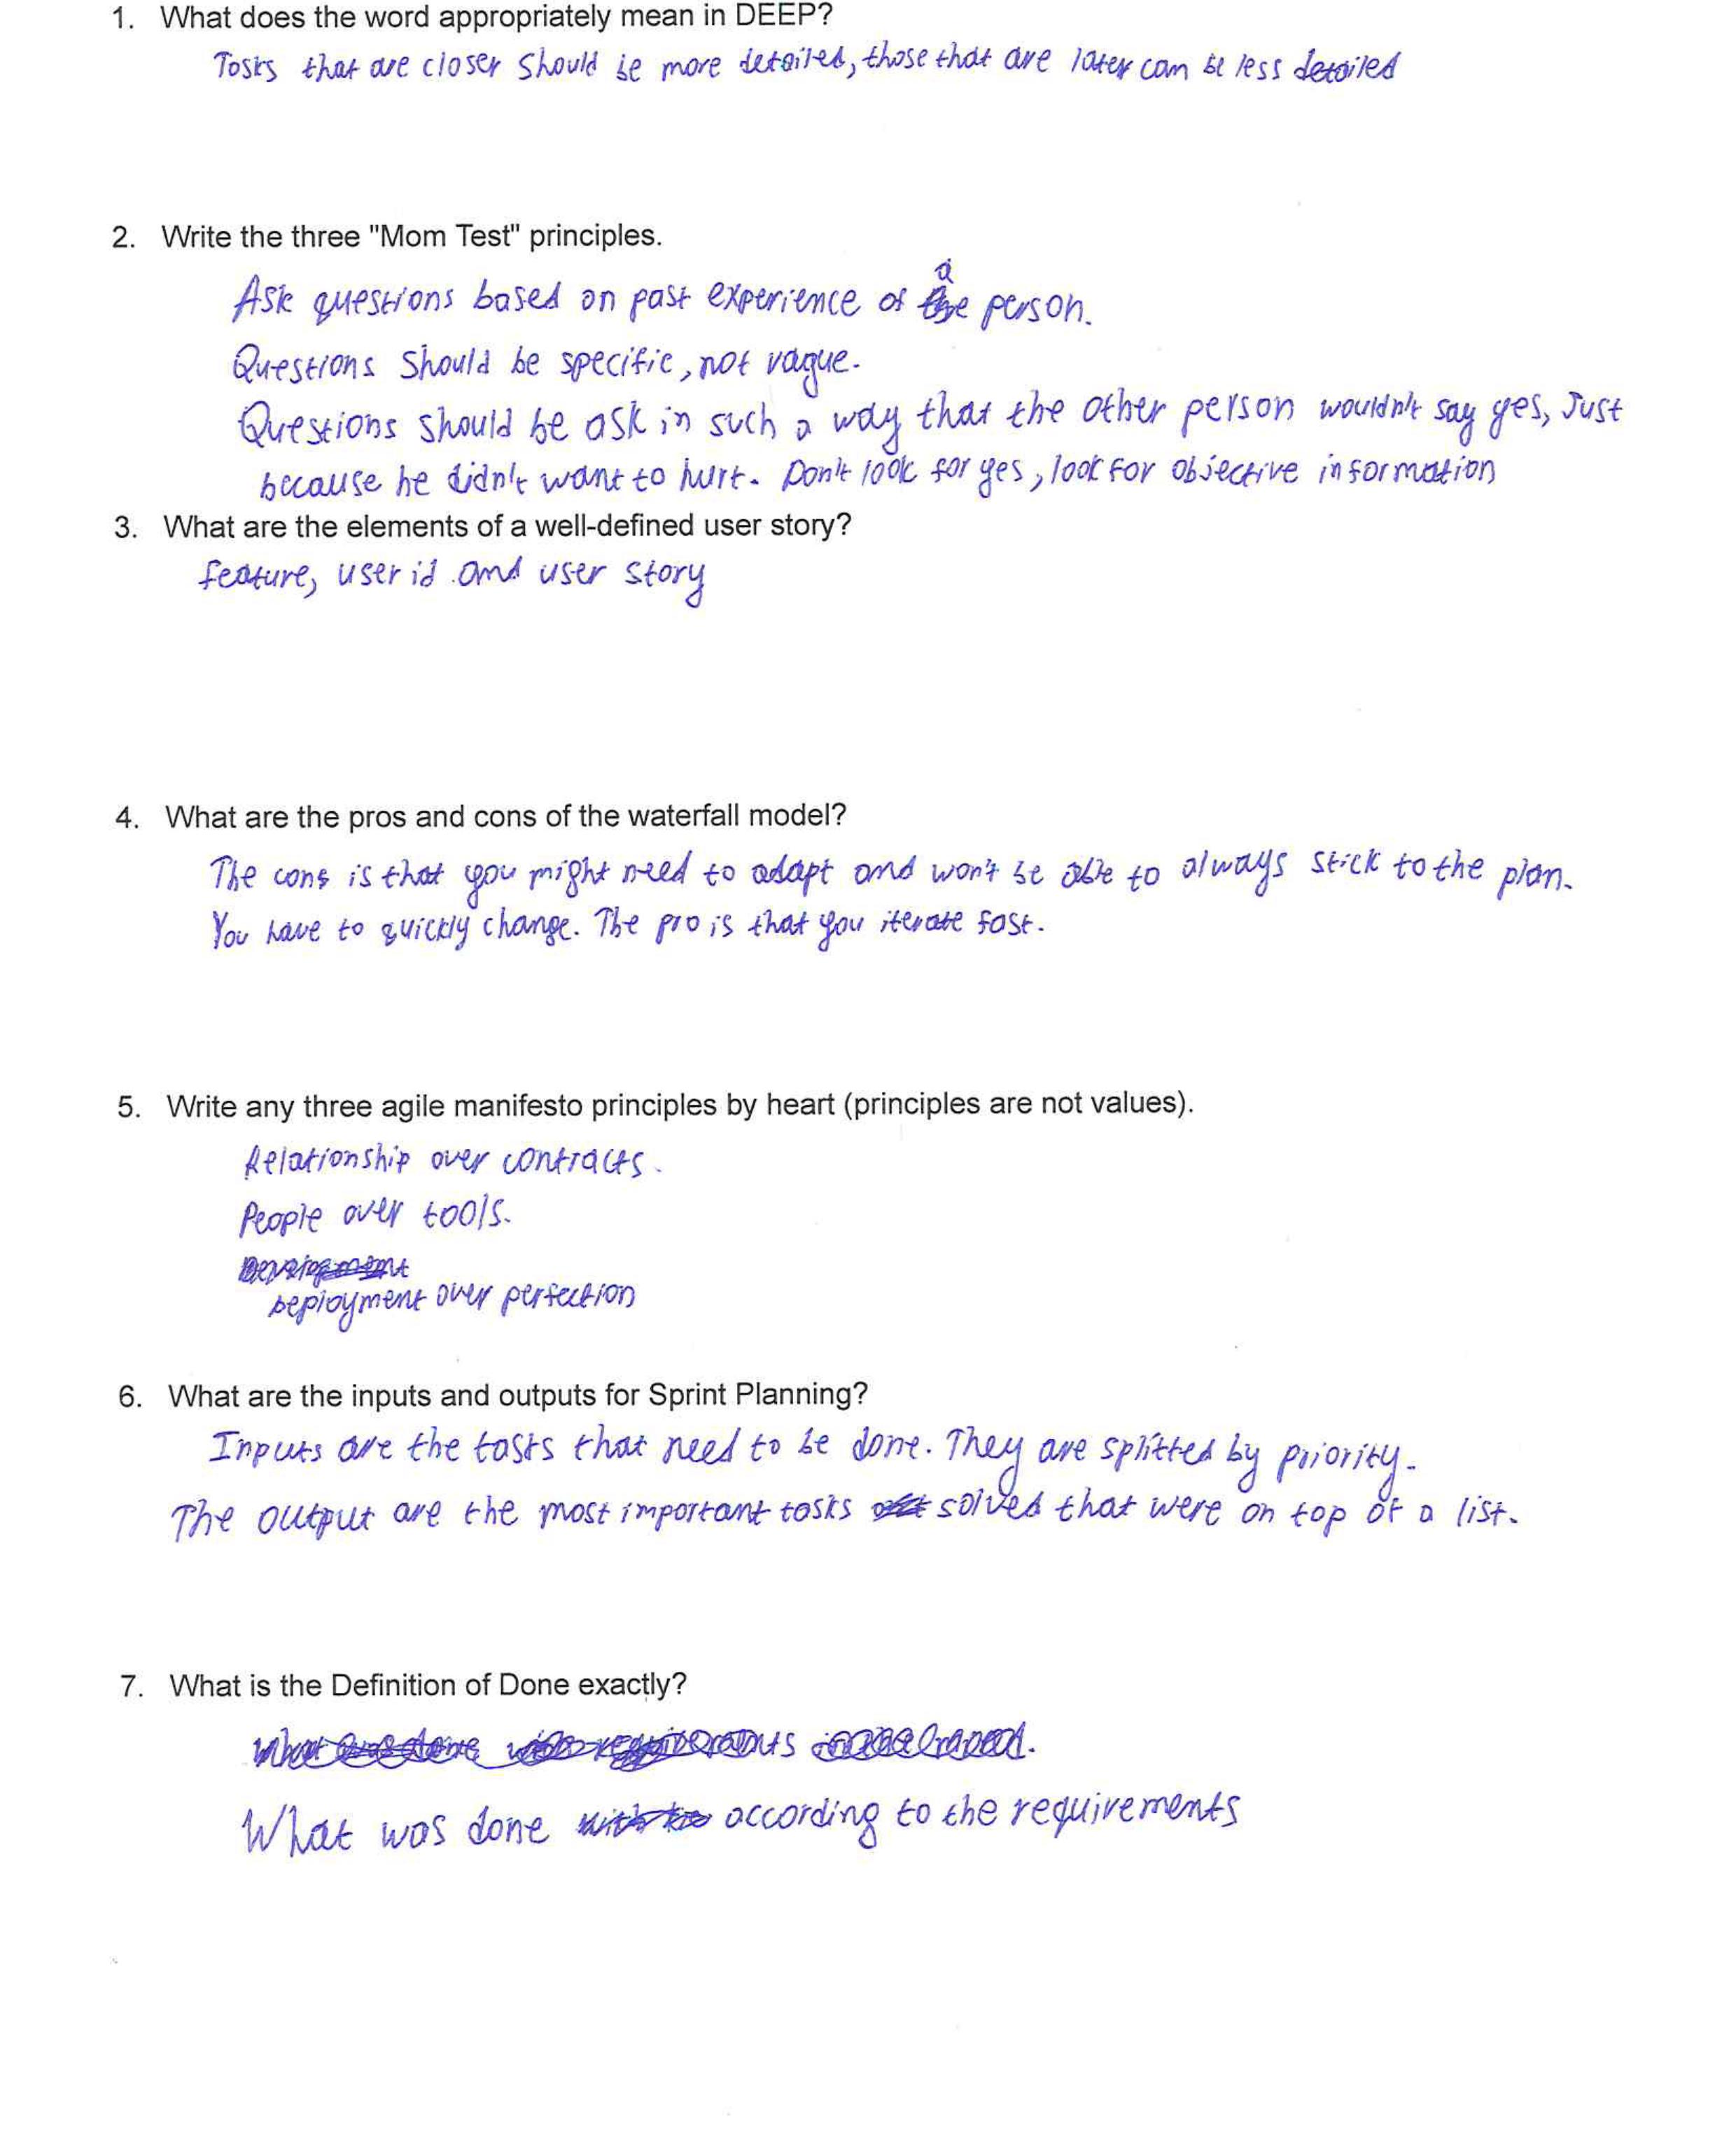 1. What does the word appropriately mean in DEEP?
Tasks that are closer should be more detailed, those that are later can be less detailed
2. Write the three "Mom Test" principles.
a
Ask questions based on past experience of person.
Questions should be specific, not vague.
Questions should be ask in such a way that the other person wouldn't say yes, Just
because he didn't want to hurt. Don't look for yes, look for objective information
3. What are the elements of a well-defined user story?
feature, user id and user story
4. What are the pros and cons of the waterfall model?
The cons is that you might need to adapt and won't be able to always stick to the plan.
You have to quickly change. The pro is that you iterate fast.
5. Write any three agile manifesto principles by heart (principles are not values).
Relationship over contracts.
People over tools.
Development
Deployment over perfection
6. What are the inputs and outputs for Sprint Planning?
Inputs are the tasks that need to be done. They are splitted by priority.
The output are the most important tasks solved that were on top of a list.
7. What is the Definition of Done exactly?
What was done according to the requirements